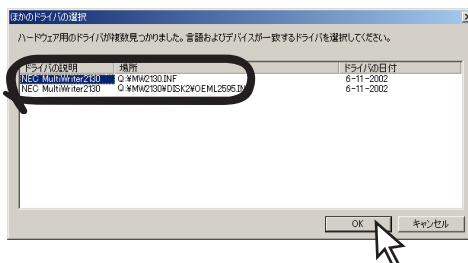 ほかのドライバの選択
ハードウェア用のドライバが複数見つかりました。言語およびデバイスが一致するドライバを選択してください。
ドライバの説明 場所 ドライバの日付
NEC MultiWriter2130 Q:¥MW2130.INF 6-11-2002
NEC MultiWriter2130 Q:¥MW2130¥DISK2¥OEML2595.IN 6-11-2002
OK キャンセル